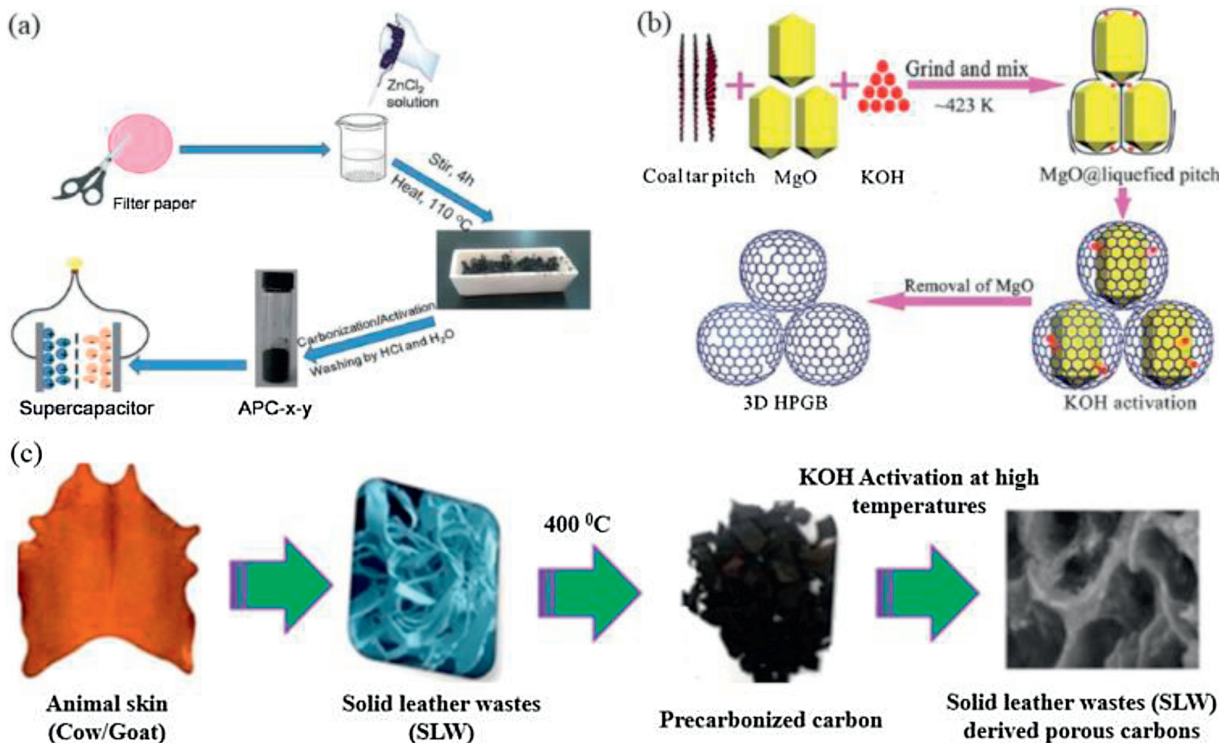 (a)
ZnCl₂
solution
Filter paper
Stir, 4h
Heat, 110 °C
Carbonization/Activation
Washing by HCl and H₂O
Supercapacitor
APC-x-y
(b)
Grind and mix
~423 K
Coal tar pitch
MgO
KOH
MgO@liquefied pitch
Removal of MgO
3D HPGB
KOH activation
(c)
KOH Activation at high
temperatures
400 ⁰C
Animal skin
(Cow/Goat)
Solid leather wastes
(SLW)
Precarbonized carbon
Solid leather wastes (SLW)
derived porous carbons